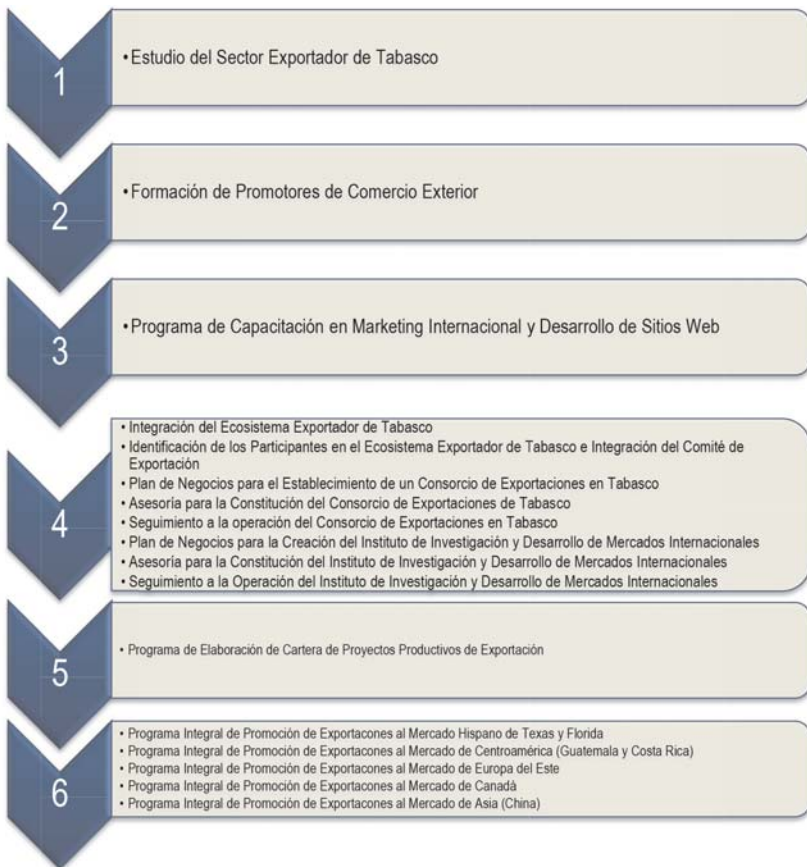 1
• Estudio del Sector Exportador de Tabasco
2
• Formación de Promotores de Comercio Exterior
3
• Programa de Capacitación en Marketing Internacional y Desarrollo de Sitios Web
4
• Integración del Ecosistema Exportador de Tabasco
• Identificación de los Participantes en el Ecosistema Exportador de Tabasco e Integración del Comité de
Exportación
• Plan de Negocios para el Establecimiento de un Consorcio de Exportaciones en Tabasco
• Asesoría para la Constitución del Consorcio de Exportaciones de Tabasco
• Seguimiento a la operación del Consorcio de Exportaciones en Tabasco
• Plan de Negocios para la Creación del Instituto de Investigación y Desarrollo de Mercados Internacionales
• Asesoría para la Constitución del Instituto de Investigación y Desarrollo de Mercados Internacionales
• Seguimiento a la Operación del Instituto de Investigación y Desarrollo de Mercados Internacionales
5
• Programa de Elaboración de Cartera de Proyectos Productivos de Exportación
6
• Programa Integral de Promoción de Exportacones al Mercado Hispano de Texas y Florida
• Programa Integral de Promoción de Exportacones al Mercado de Centroamérica (Guatemala y Costa Rica)
• Programa Integral de Promoción de Exportacones al Mercado de Europa del Este
• Programa Integral de Promoción de Exportacones al Mercado de Canadá
• Programa Integral de Promoción de Exportacones al Mercado de Asia (China)